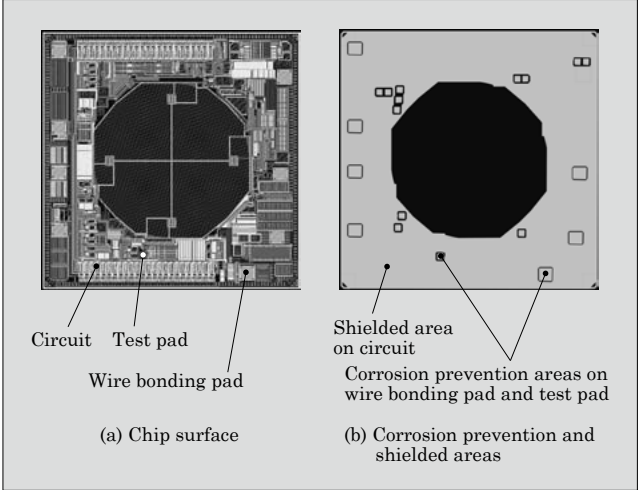 Circuit
Test pad
Wire bonding pad
(a) Chip surface
Shielded area
on circuit
Corrosion prevention areas on
wire bonding pad and test pad
(b) Corrosion prevention and
shielded areas